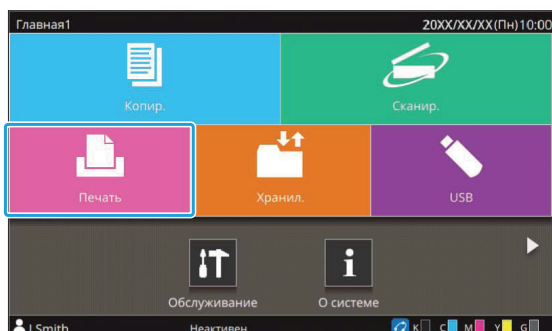 Главная1 20XX/XX/XX(Пн)10:00
Копир. Сканир.
Печать Хранил. USB
Обслуживание О системе
J.Smith Неактивен K C M Y G